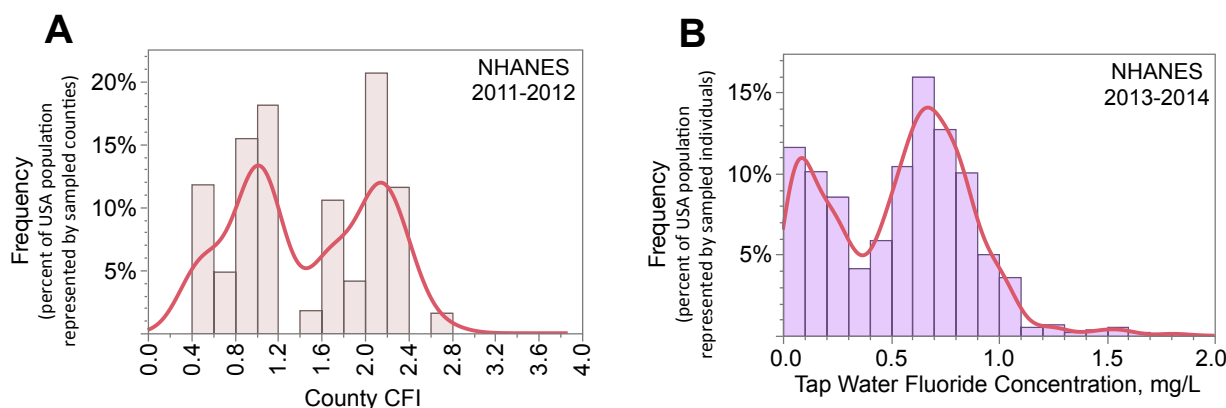 A
NHANES
2011-2012
Frequency
(percent of USA population
represented by sampled counties)
20%
15%
10%
5%
0.0
0.4
0.8
1.2
1.6
2.0
2.4
2.8
3.2
3.6
4.0
County CFI
B
NHANES
2013-2014
Frequency
(percent of USA population
represented by sampled individuals)
15%
10%
5%
0.0
0.5
1.0
1.5
2.0
Tap Water Fluoride Concentration, mg/L